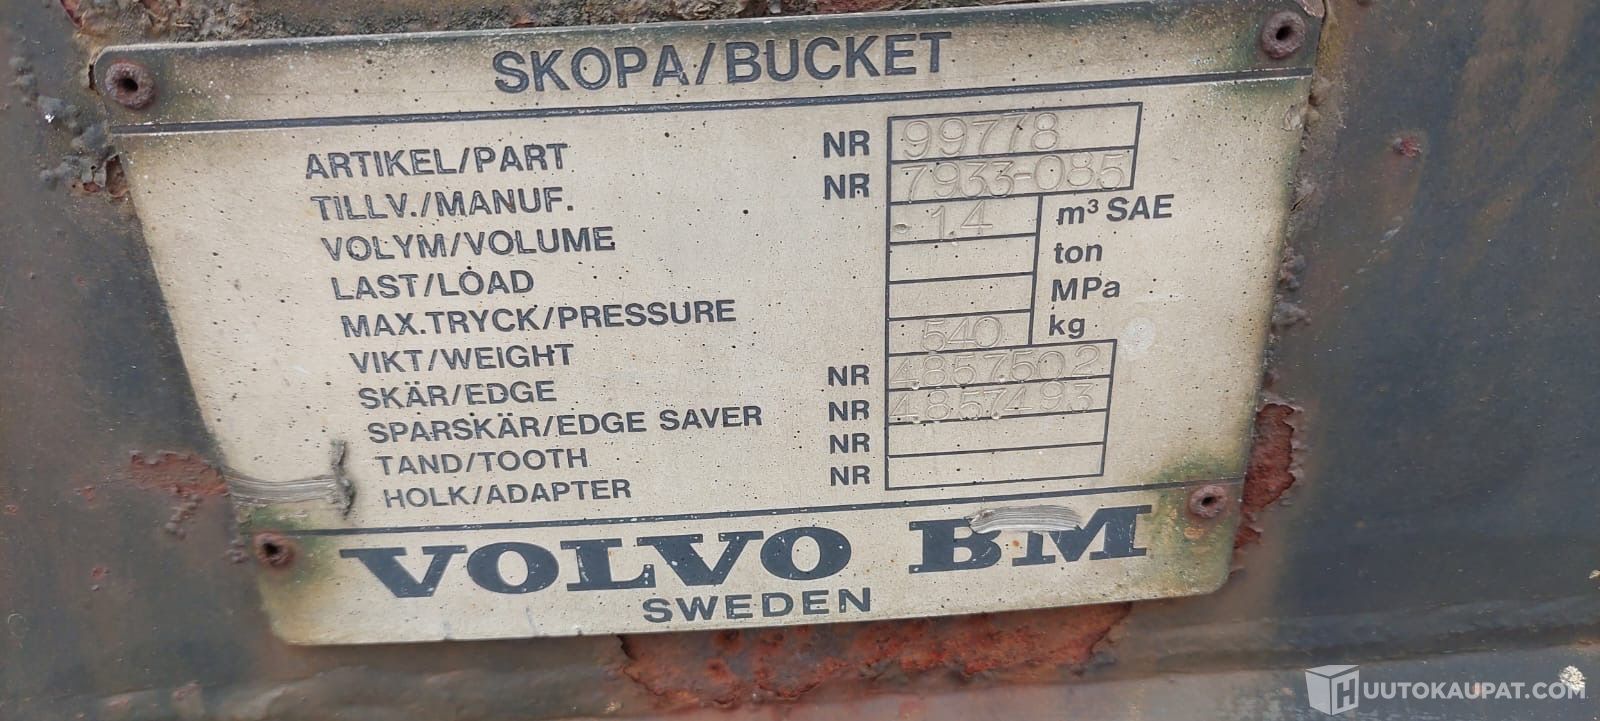 SKOPA/BUCKET
ARTIKEL/PART NR 99778
TILLV./MANUF. NR 7933-085
VOLYM/VOLUME 1.4 m³ SAE
LAST/LOAD ton
MAX.TRYCK/PRESSURE MPa
VIKT/WEIGHT 540 kg
SKÄR/EDGE NR 4857502
SPARSKÄR/EDGE SAVER NR 4857493
TAND/TOOTH NR
HOLK/ADAPTER NR
VOLVO BM
SWEDEN
HUUTOKAUPAT.COM